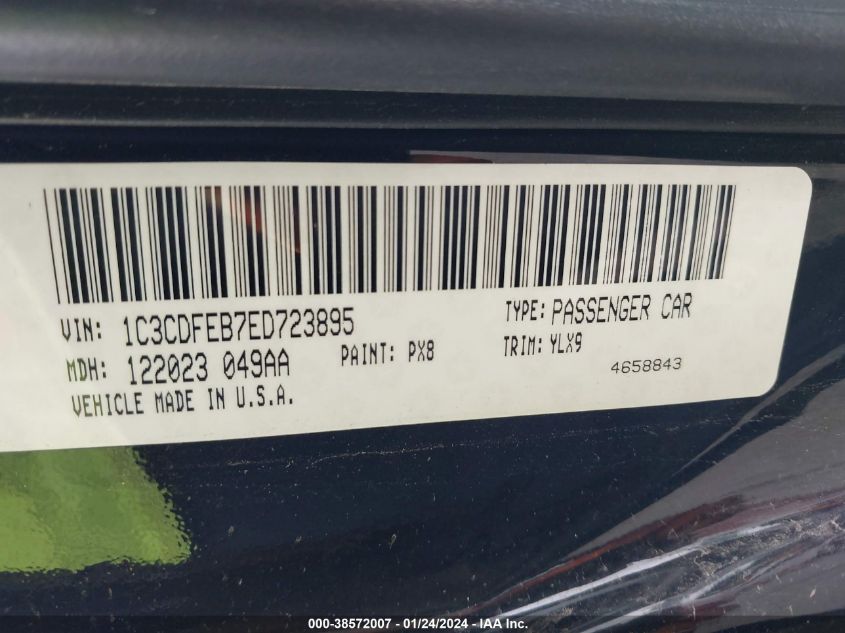 VIN: 1C3CDFEB7ED723895 TYPE: PASSENGER CAR
MDH: 122023 049AA PAINT: PX8 TRIM: YLX9
VEHICLE MADE IN U.S.A. 4658843
000-38572007 - 01/24/2024 - IAA Inc.